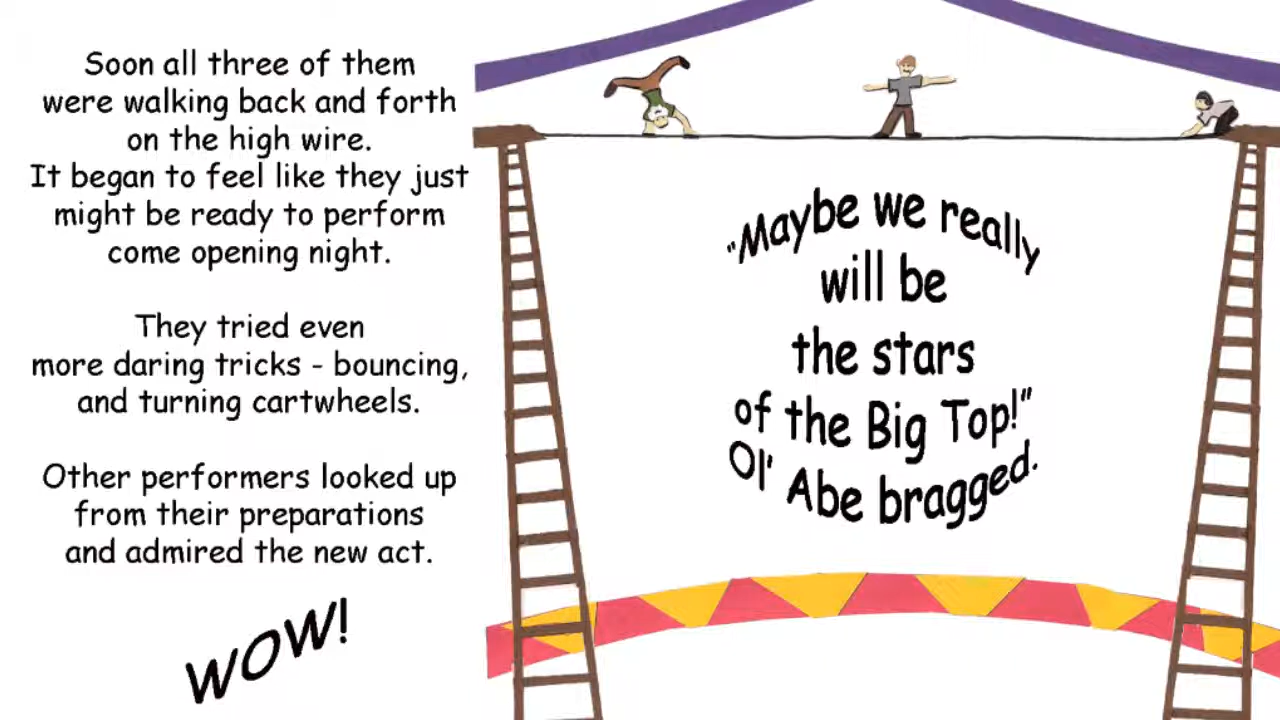 Soon all three of them
were walking back and forth
on the high wire.
It began to feel like they just
might be ready to perform
come opening night.
They tried even
more daring tricks - bouncing,
and turning cartwheels.
Other performers looked up
from their preparations
and admired the new act.
WOW!
"Maybe we really
will be
the stars
of the Big Top!"
Ol' Abe bragged.